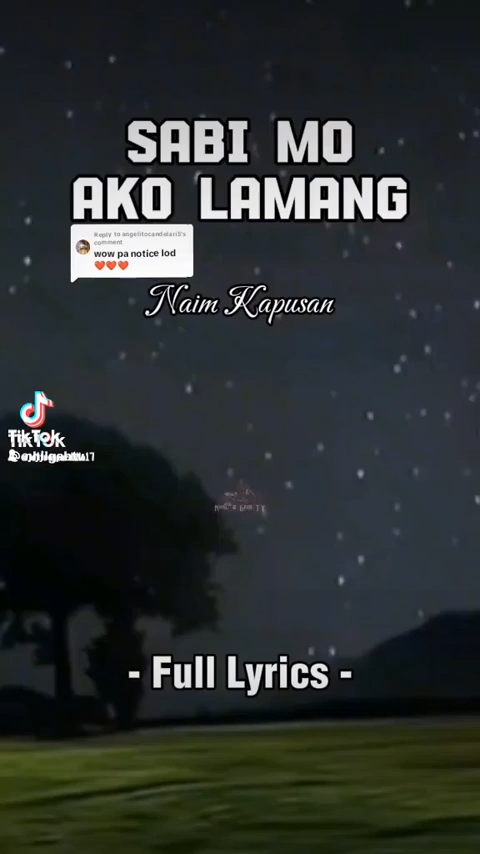 SABI MO
AKO LAMANG
Reply to angelitocandelari5's
comment
wow pa notice lod
❤️❤️❤️
Naim Kapusan
TikTok
- Full Lyrics -